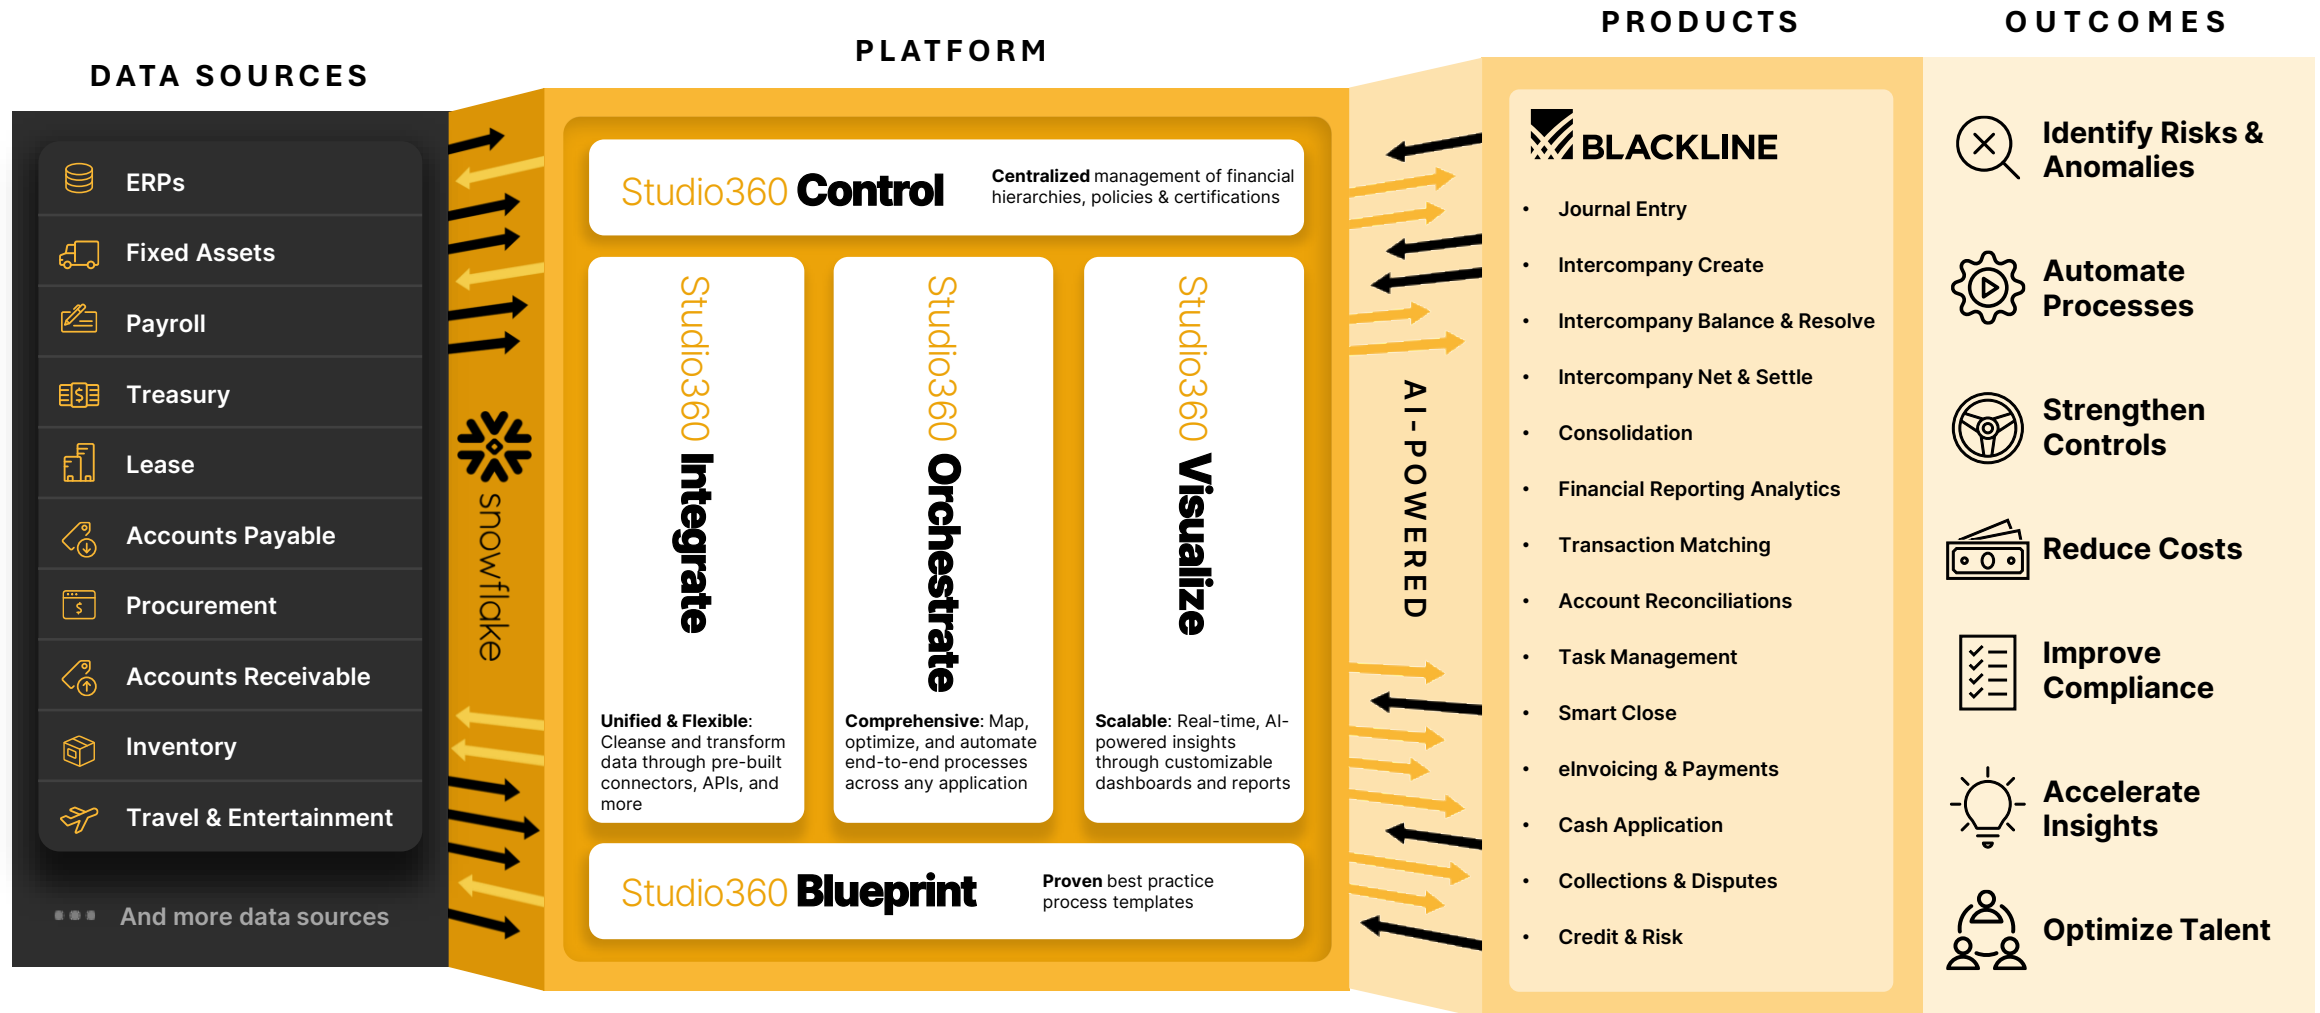 DATA SOURCES
ERPs
Fixed Assets
Payroll
Treasury
Lease
Accounts Payable
Procurement
Accounts Receivable
Inventory
Travel & Entertainment
And more data sources
snowflake
PLATFORM
Studio360 Control
Centralized management of financial
hierarchies, policies & certifications
Studio360 Integrate
Unified & Flexible:
Cleanse and transform
data through pre-built
connectors, APIs, and
more
Studio360 Orchestrate
Comprehensive: Map,
optimize, and automate
end-to-end processes
across any application
Studio360 Visualize
Scalable: Real-time, AI-
powered insights
through customizable
dashboards and reports
Studio360 Blueprint
Proven best practice
process templates
AI-POWERED
PRODUCTS
BLACKLINE
• Journal Entry
• Intercompany Create
• Intercompany Balance & Resolve
• Intercompany Net & Settle
• Consolidation
• Financial Reporting Analytics
• Transaction Matching
• Account Reconciliations
• Task Management
• Smart Close
• eInvoicing & Payments
• Cash Application
• Collections & Disputes
• Credit & Risk
OUTCOMES
Identify Risks &
Anomalies
Automate
Processes
Strengthen
Controls
Reduce Costs
Improve
Compliance
Accelerate
Insights
Optimize Talent